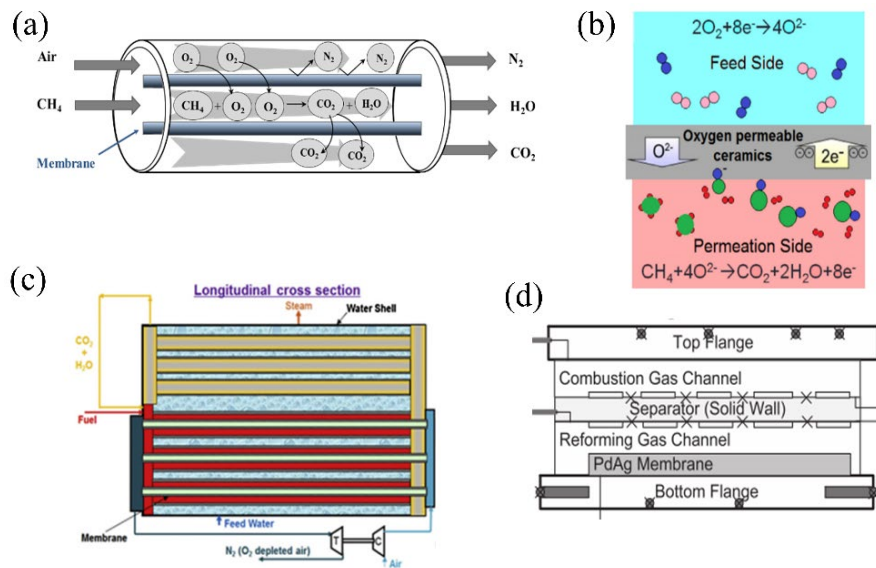 (a)
Air
CH₄
Membrane
O₂
O₂
N₂
N₂
CH₄ + O₂ O₂ CO₂ + H₂O
CO₂
CO₂
N₂
H₂O
CO₂
(b)
2O₂+8e⁻→4O²⁻
Feed Side
Oxygen permeable
ceramics
O²⁻
2e⁻
-
Permeation Side
CH₄+4O²⁻→CO₂+2H₂O+8e⁻
(c)
Longitudinal cross section
Steam
Water Shell
CO₂
+
H₂O
Fuel
Membrane
Feed Water
T
C
N₂ (O₂ depleted air)
Air
(d)
Top Flange
Combustion Gas Channel
Separator (Solid Wall)
Reforming Gas Channel
PdAg Membrane
Bottom Flange